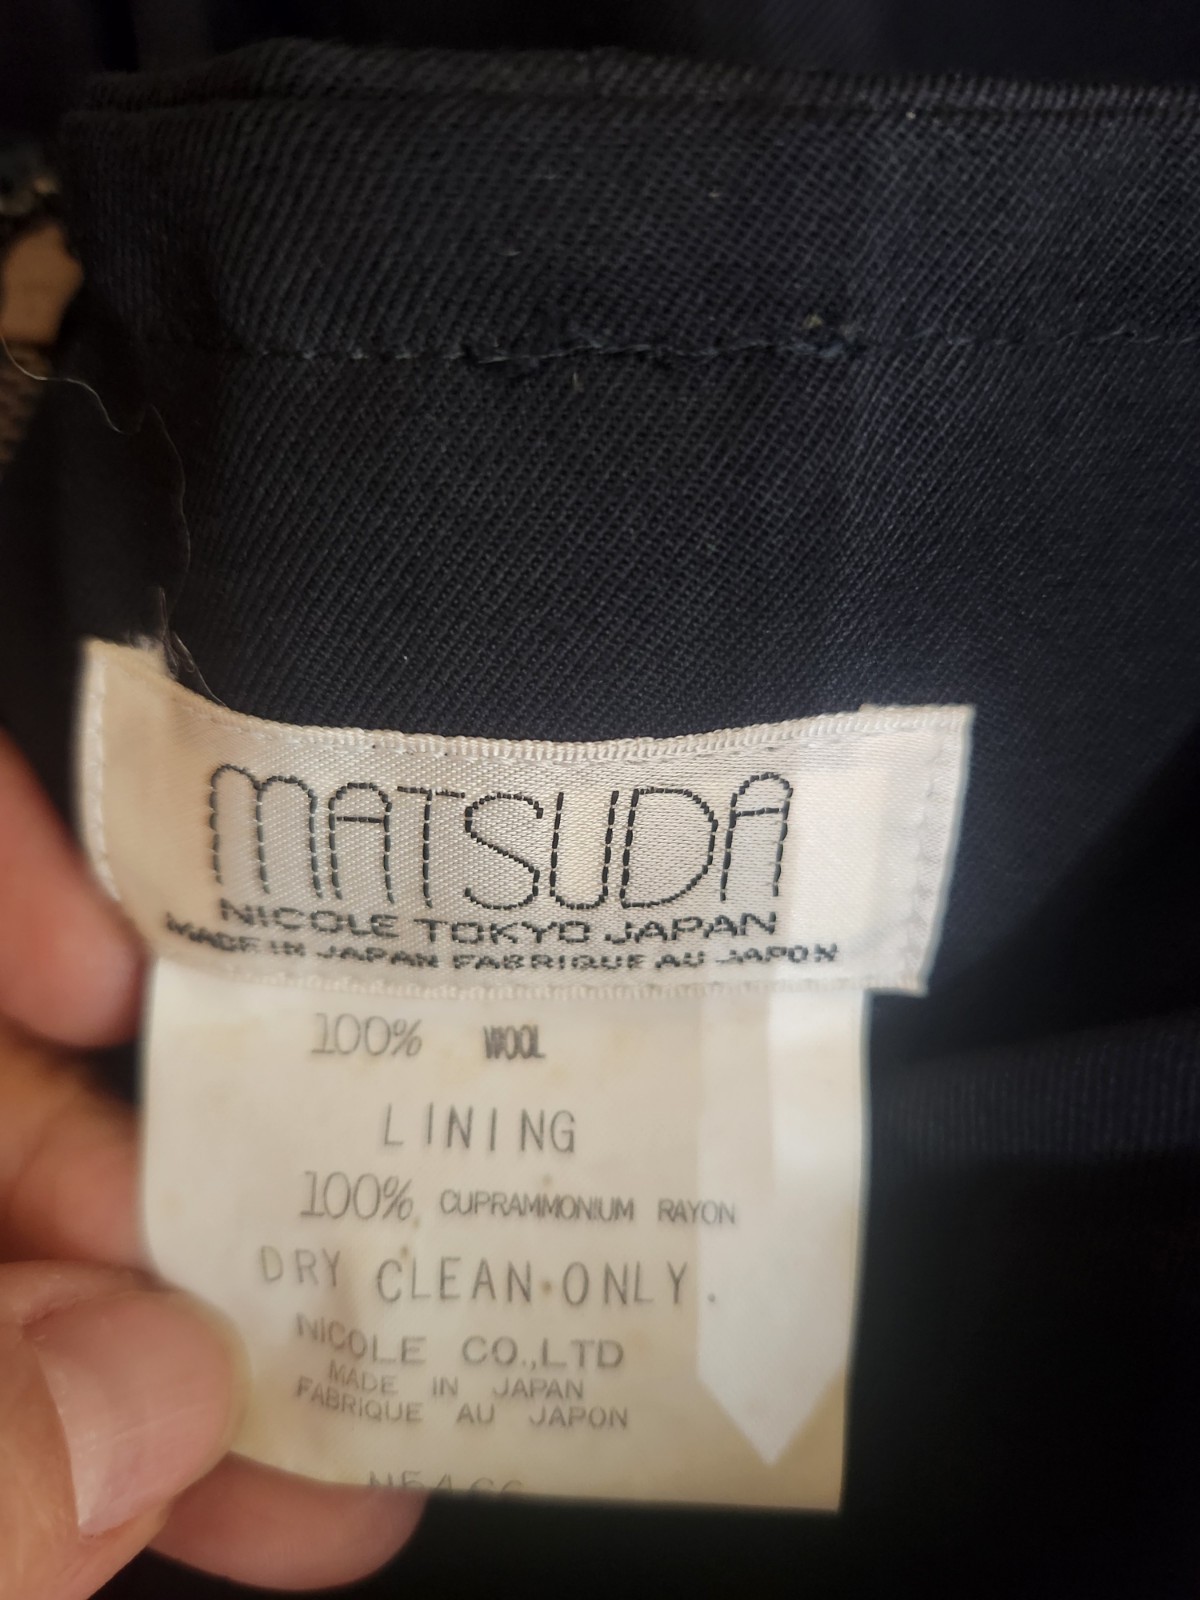 MATSUDA
NICOLE TOKYO JAPAN
MADE IN JAPAN FABRIQUE AU JAPON
100% WOOL
LINING
100% CUPRAMMONIUM RAYON
DRY CLEAN ONLY.
NICOLE CO.,LTD
MADE IN JAPAN
FABRIQUE AU JAPON